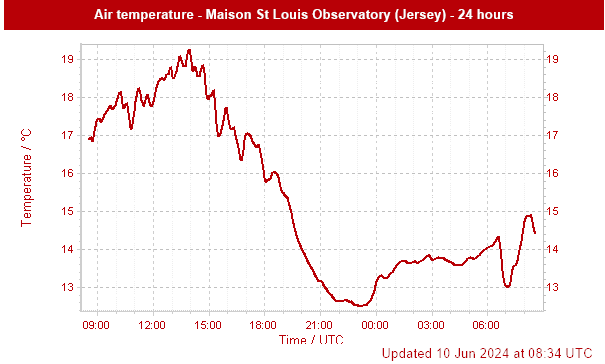 Air temperature - Maison St Louis Observatory (Jersey) - 24 hours
19 19
18 18
17 17
16 16
15 15
14 14
13 13
Temperature / °C
09:00 12:00 15:00 18:00 21:00 00:00 03:00 06:00
Time / UTC
Updated 10 Jun 2024 at 08:34 UTC